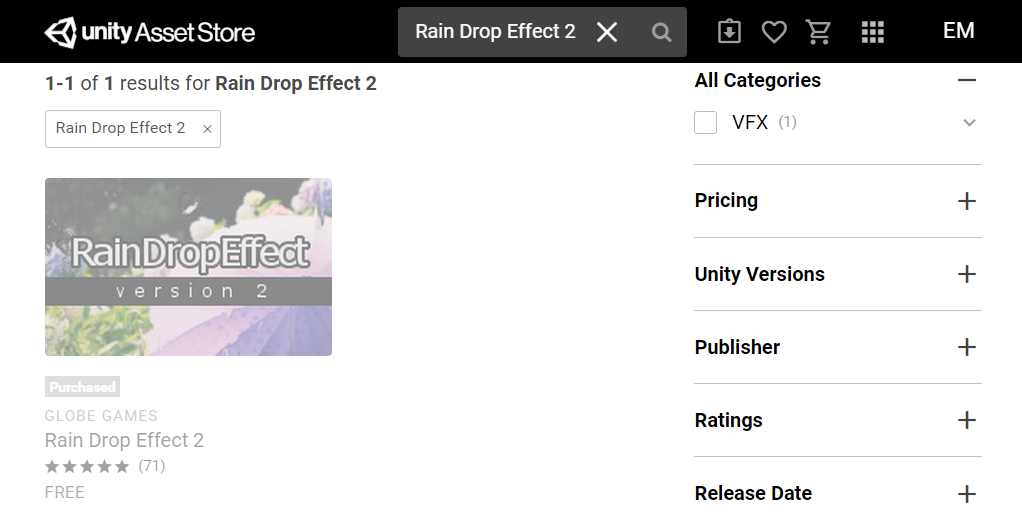 unity Asset Store
Rain Drop Effect 2
EM
1-1 of 1 results for Rain Drop Effect 2
Rain Drop Effect 2 ×
RainDropEffect
version 2
Purchased
GLOBE GAMES
Rain Drop Effect 2
(71)
FREE
All Categories
VFX (1)
Pricing
Unity Versions
Publisher
Ratings
Release Date